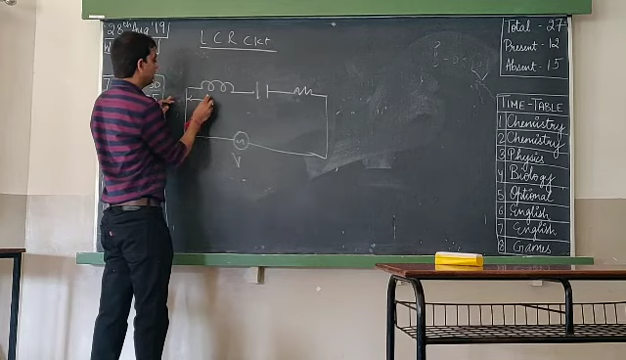 28th Aug '19
L C R CKt
V
Total - 27
Present - 12
Absent - 15
TIME-TABLE
1 Chemistry
2 Chemistry
3 Physics
4 Biology
5 Optional
6 English
7 English
8 Games